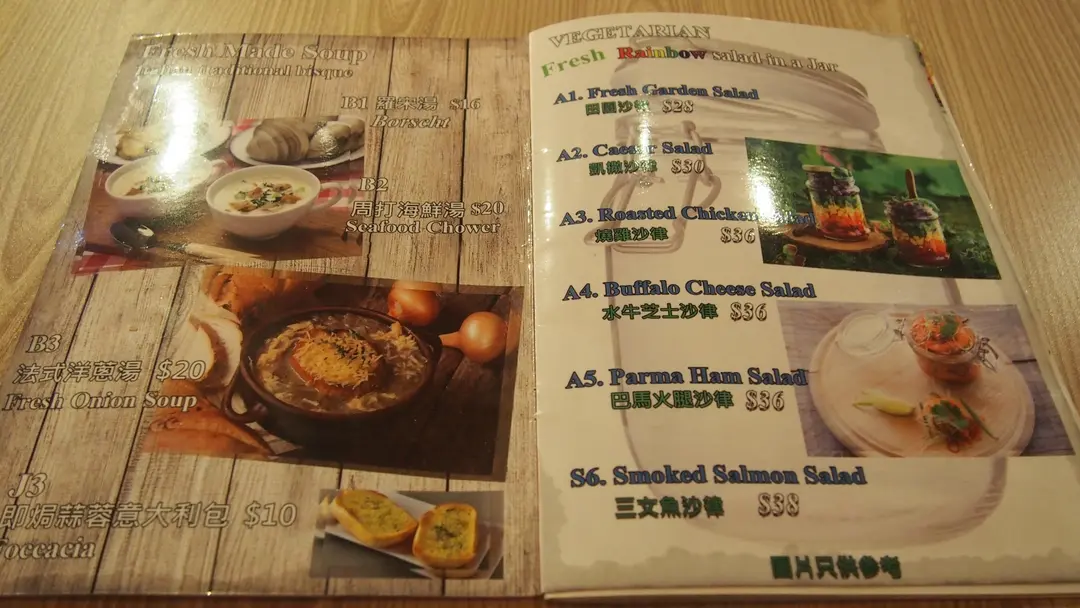 Fresh Made Soup
traditional bisque
B1 羅宋湯 $16
Borscht
B2
周打海鮮湯 $20
Seafood Chower
B3
法式洋蔥湯 $20
Fresh Onion Soup
J3
即焗蒜蓉意大利包 $10
foccacia
VEGETARIAN
Fresh Rainbow salad in a Jar
A1. Fresh Garden Salad
田園沙律 $28
A2. Caesar Salad
凱撒沙律 $30
A3. Roasted Chicken Salad
燒雞沙律 $36
A4. Buffalo Cheese Salad
水牛芝士沙律 $36
A5. Parma Ham Salad
巴馬火腿沙律 $36
S6. Smoked Salmon Salad
三文魚沙律 $38
圖片只供參考